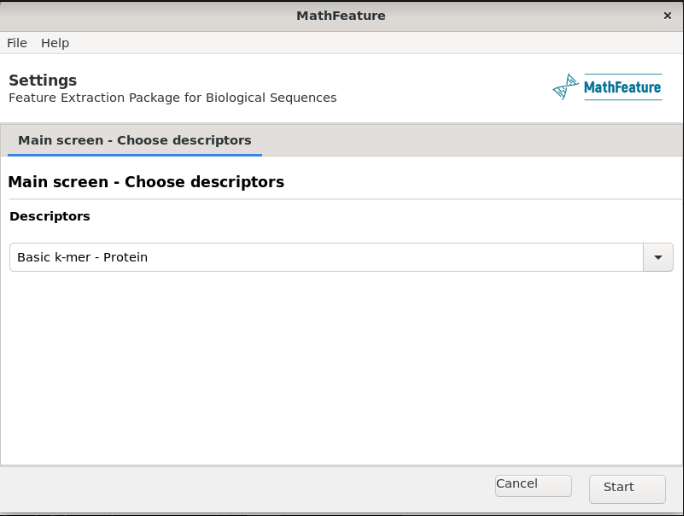 MathFeature
×
File Help
Settings
Feature Extraction Package for Biological Sequences
MathFeature
Main screen - Choose descriptors
Main screen - Choose descriptors
Descriptors
Basic k-mer - Protein
Cancel
Start